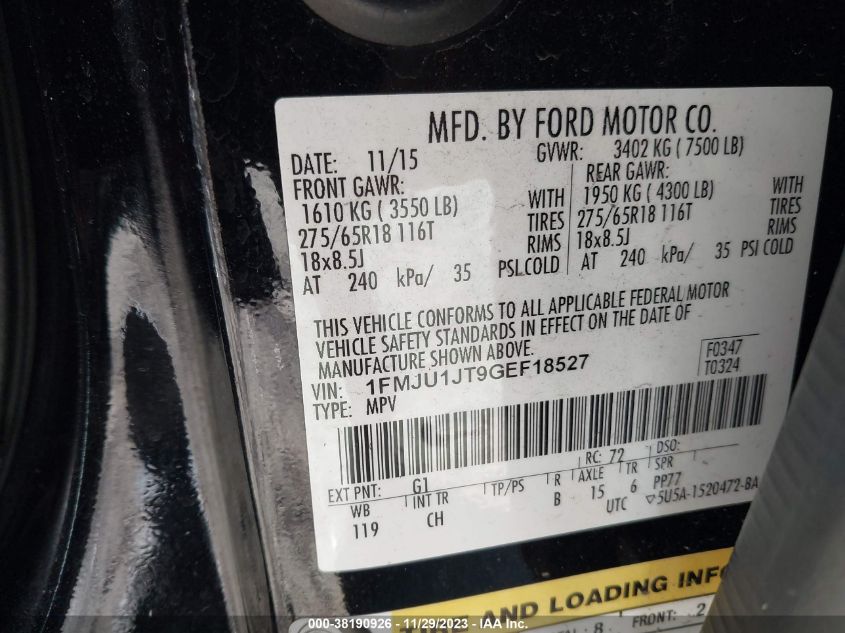 MFD. BY FORD MOTOR CO.
DATE: 11/15 GVWR: 3402 KG ( 7500 LB)
FRONT GAWR: REAR GAWR:
1610 KG ( 3550 LB) WITH 1950 KG ( 4300 LB) WITH
275/65R18 116T TIRES 275/65R18 116T TIRES
18x8.5J RIMS 18x8.5J RIMS
AT 240 kPa/ 35 PSI.COLD AT 240 kPa/ 35 PSI COLD
THIS VEHICLE CONFORMS TO ALL APPLICABLE FEDERAL MOTOR
VEHICLE SAFETY STANDARDS IN EFFECT ON THE DATE OF
MANUFACTURE SHOWN ABOVE.
VIN: 1FMJU1JT9GEF18527 F0347
TYPE: MPV T0324
EXT PNT: G1 RC: 72 DSO:
WB INT TR TP/PS R AXLE TR SPR
119 CH B 15 6 PP77
UTC ▽5U5A-1520472-BA
TIRE AND LOADING INFO
8 FRONT: 2
000-38190926 - 11/29/2023 - IAA Inc.